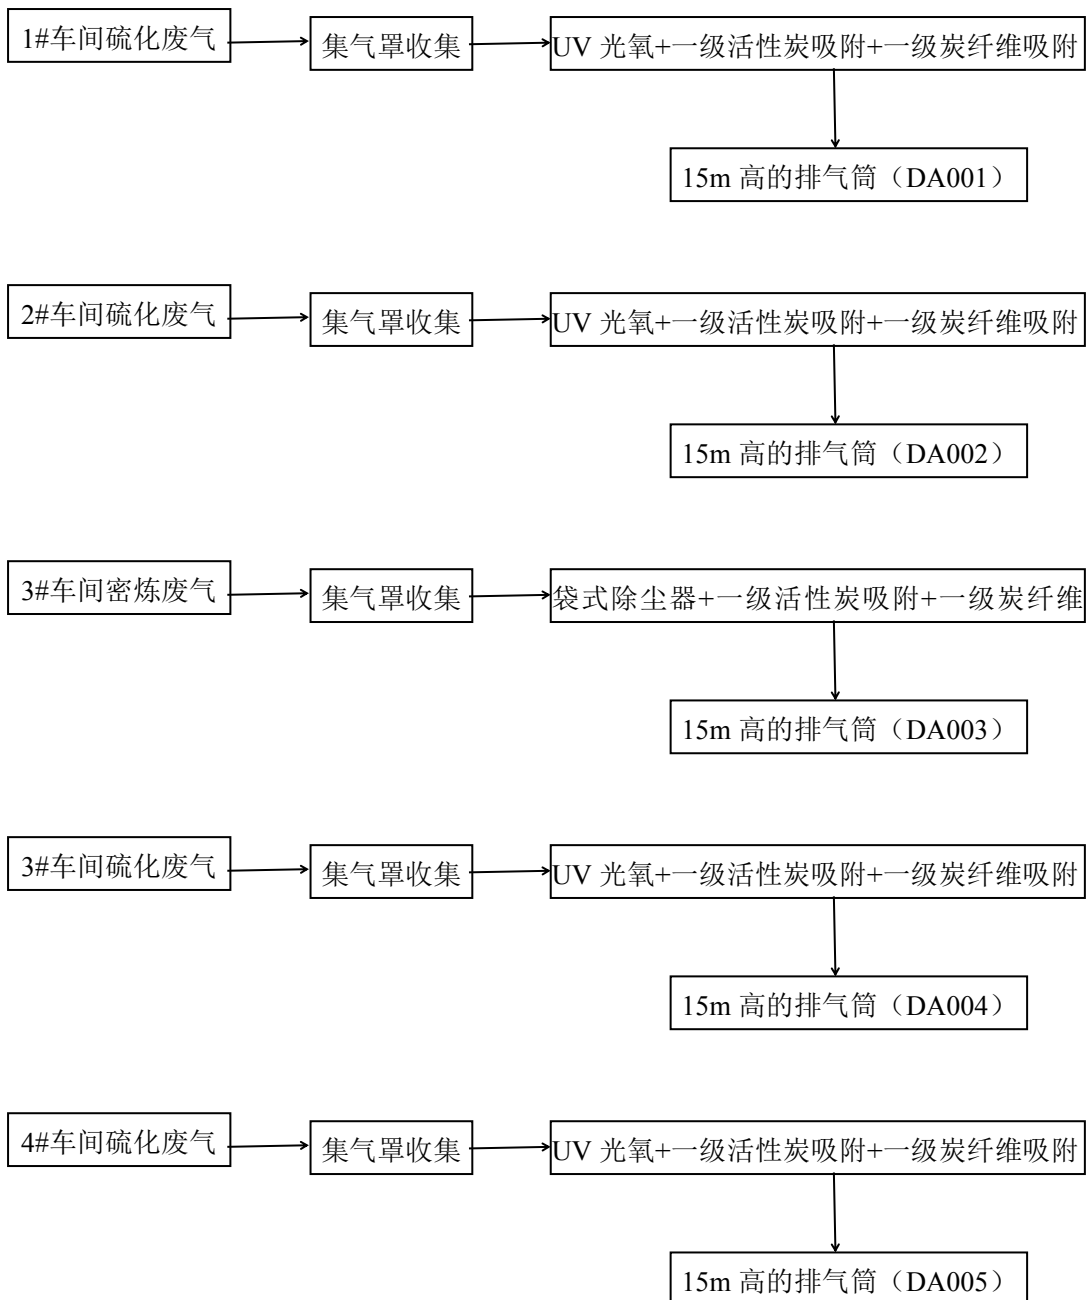 1#车间硫化废气
集气罩收集
UV 光氧+一级活性炭吸附+一级炭纤维吸附
15m 高的排气筒（DA001）
2#车间硫化废气
集气罩收集
UV 光氧+一级活性炭吸附+一级炭纤维吸附
15m 高的排气筒（DA002）
3#车间密炼废气
集气罩收集
袋式除尘器+一级活性炭吸附+一级炭纤维
15m 高的排气筒（DA003）
3#车间硫化废气
集气罩收集
UV 光氧+一级活性炭吸附+一级炭纤维吸附
15m 高的排气筒（DA004）
4#车间硫化废气
集气罩收集
UV 光氧+一级活性炭吸附+一级炭纤维吸附
15m 高的排气筒（DA005）